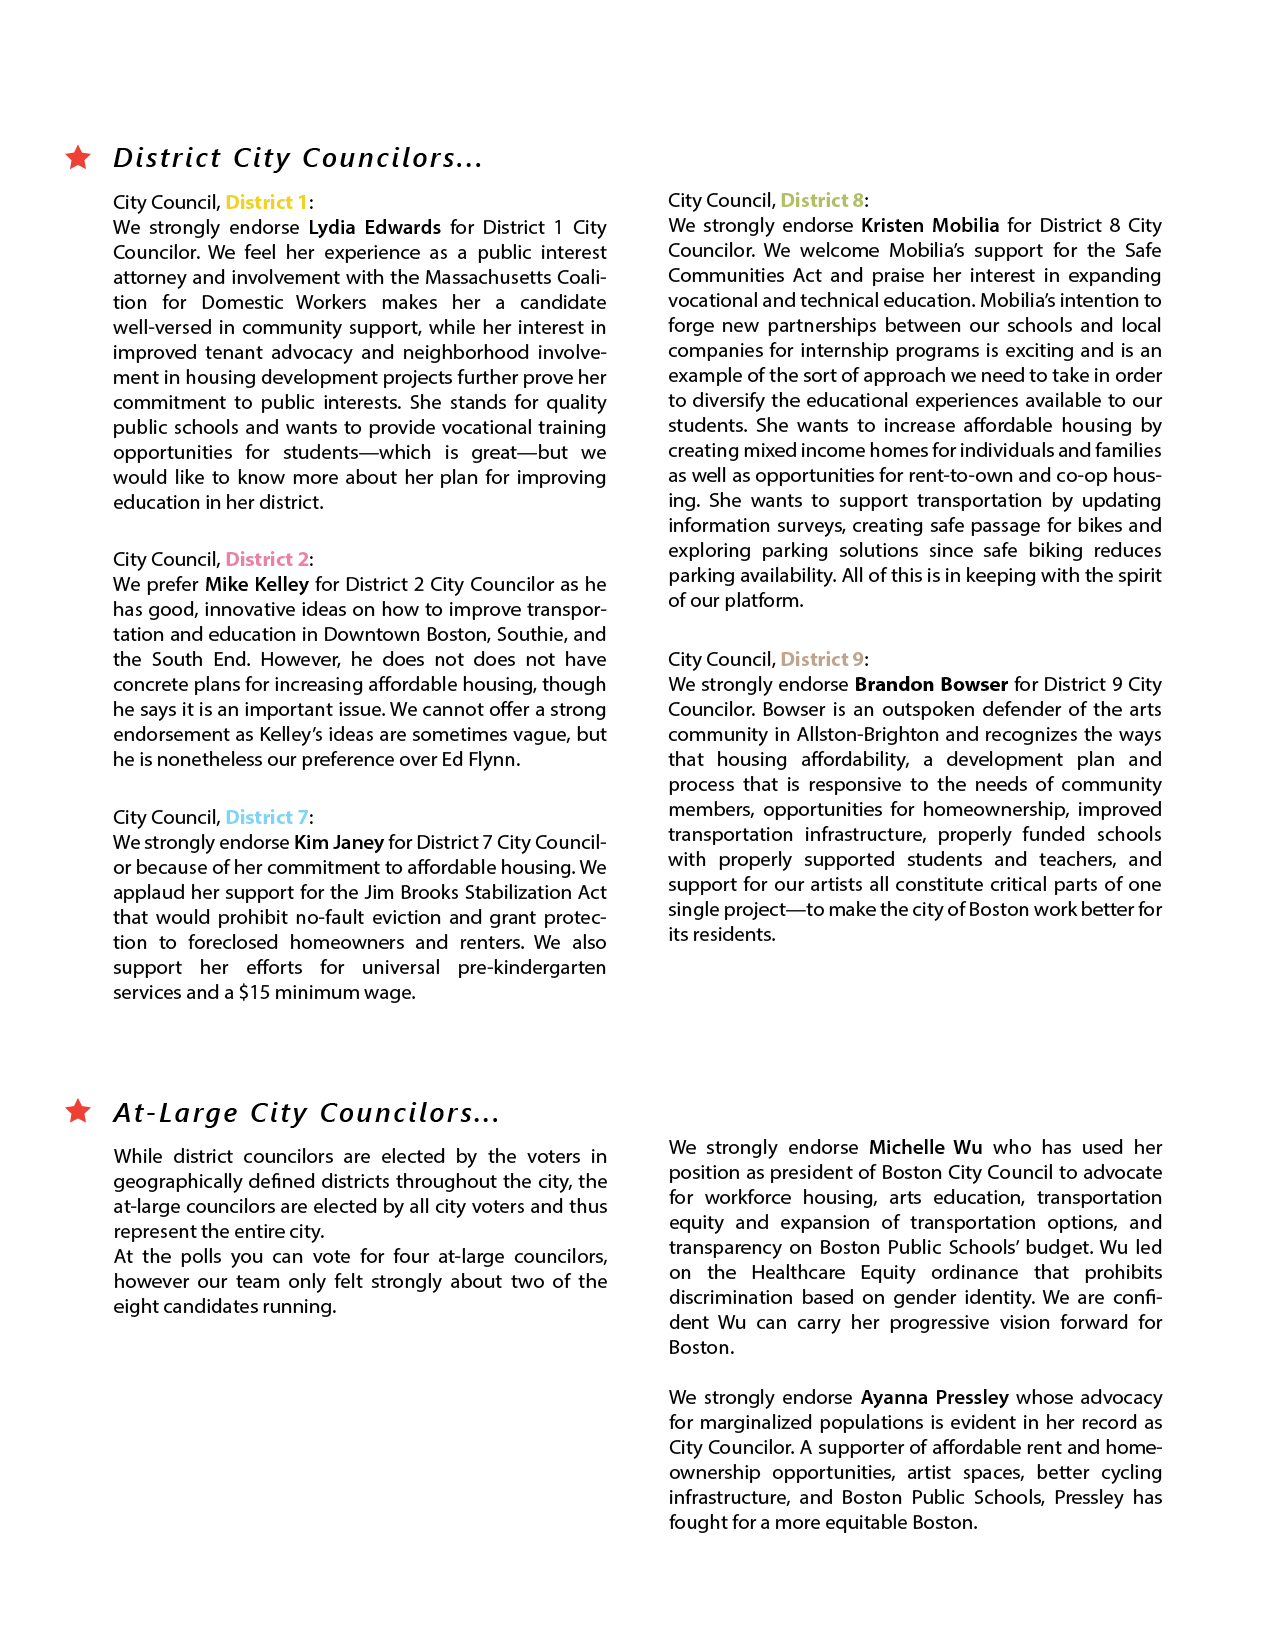 District City Councilors...
City Council, District 1:
We strongly endorse Lydia Edwards for District 1 City
Councilor. We feel her experience as a public interest
attorney and involvement with the Massachusetts Coali-
tion for Domestic Workers makes her a candidate
well-versed in community support, while her interest in
improved tenant advocacy and neighborhood involve-
ment in housing development projects further prove her
commitment to public interests. She stands for quality
public schools and wants to provide vocational training
opportunities for students—which is great—but we
would like to know more about her plan for improving
education in her district.
City Council, District 2:
We prefer Mike Kelley for District 2 City Councilor as he
has good, innovative ideas on how to improve transpor-
tation and education in Downtown Boston, Southie, and
the South End. However, he does not does not have
concrete plans for increasing affordable housing, though
he says it is an important issue. We cannot offer a strong
endorsement as Kelley's ideas are sometimes vague, but
he is nonetheless our preference over Ed Flynn.
City Council, District 7:
We strongly endorse Kim Janey for District 7 City Council-
or because of her commitment to affordable housing. We
applaud her support for the Jim Brooks Stabilization Act
that would prohibit no-fault eviction and grant protec-
tion to foreclosed homeowners and renters. We also
support her efforts for universal pre-kindergarten
services and a $15 minimum wage.
City Council, District 8:
We strongly endorse Kristen Mobilia for District 8 City
Councilor. We welcome Mobilia's support for the Safe
Communities Act and praise her interest in expanding
vocational and technical education. Mobilia's intention to
forge new partnerships between our schools and local
companies for internship programs is exciting and is an
example of the sort of approach we need to take in order
to diversify the educational experiences available to our
students. She wants to increase affordable housing by
creating mixed income homes for individuals and families
as well as opportunities for rent-to-own and co-op hous-
ing. She wants to support transportation by updating
information surveys, creating safe passage for bikes and
exploring parking solutions since safe biking reduces
parking availability. All of this is in keeping with the spirit
of our platform.
City Council, District 9:
We strongly endorse Brandon Bowser for District 9 City
Councilor. Bowser is an outspoken defender of the arts
community in Allston-Brighton and recognizes the ways
that housing affordability, a development plan and
process that is responsive to the needs of community
members, opportunities for homeownership, improved
transportation infrastructure, properly funded schools
with properly supported students and teachers, and
support for our artists all constitute critical parts of one
single project—to make the city of Boston work better for
its residents.
At-Large City Councilors...
While district councilors are elected by the voters in
geographically defined districts throughout the city, the
at-large councilors are elected by all city voters and thus
represent the entire city.
At the polls you can vote for four at-large councilors,
however our team only felt strongly about two of the
eight candidates running.
We strongly endorse Michelle Wu who has used her
position as president of Boston City Council to advocate
for workforce housing, arts education, transportation
equity and expansion of transportation options, and
transparency on Boston Public Schools' budget. Wu led
on the Healthcare Equity ordinance that prohibits
discrimination based on gender identity. We are confi-
dent Wu can carry her progressive vision forward for
Boston.
We strongly endorse Ayanna Pressley whose advocacy
for marginalized populations is evident in her record as
City Councilor. A supporter of affordable rent and home-
ownership opportunities, artist spaces, better cycling
infrastructure, and Boston Public Schools, Pressley has
fought for a more equitable Boston.